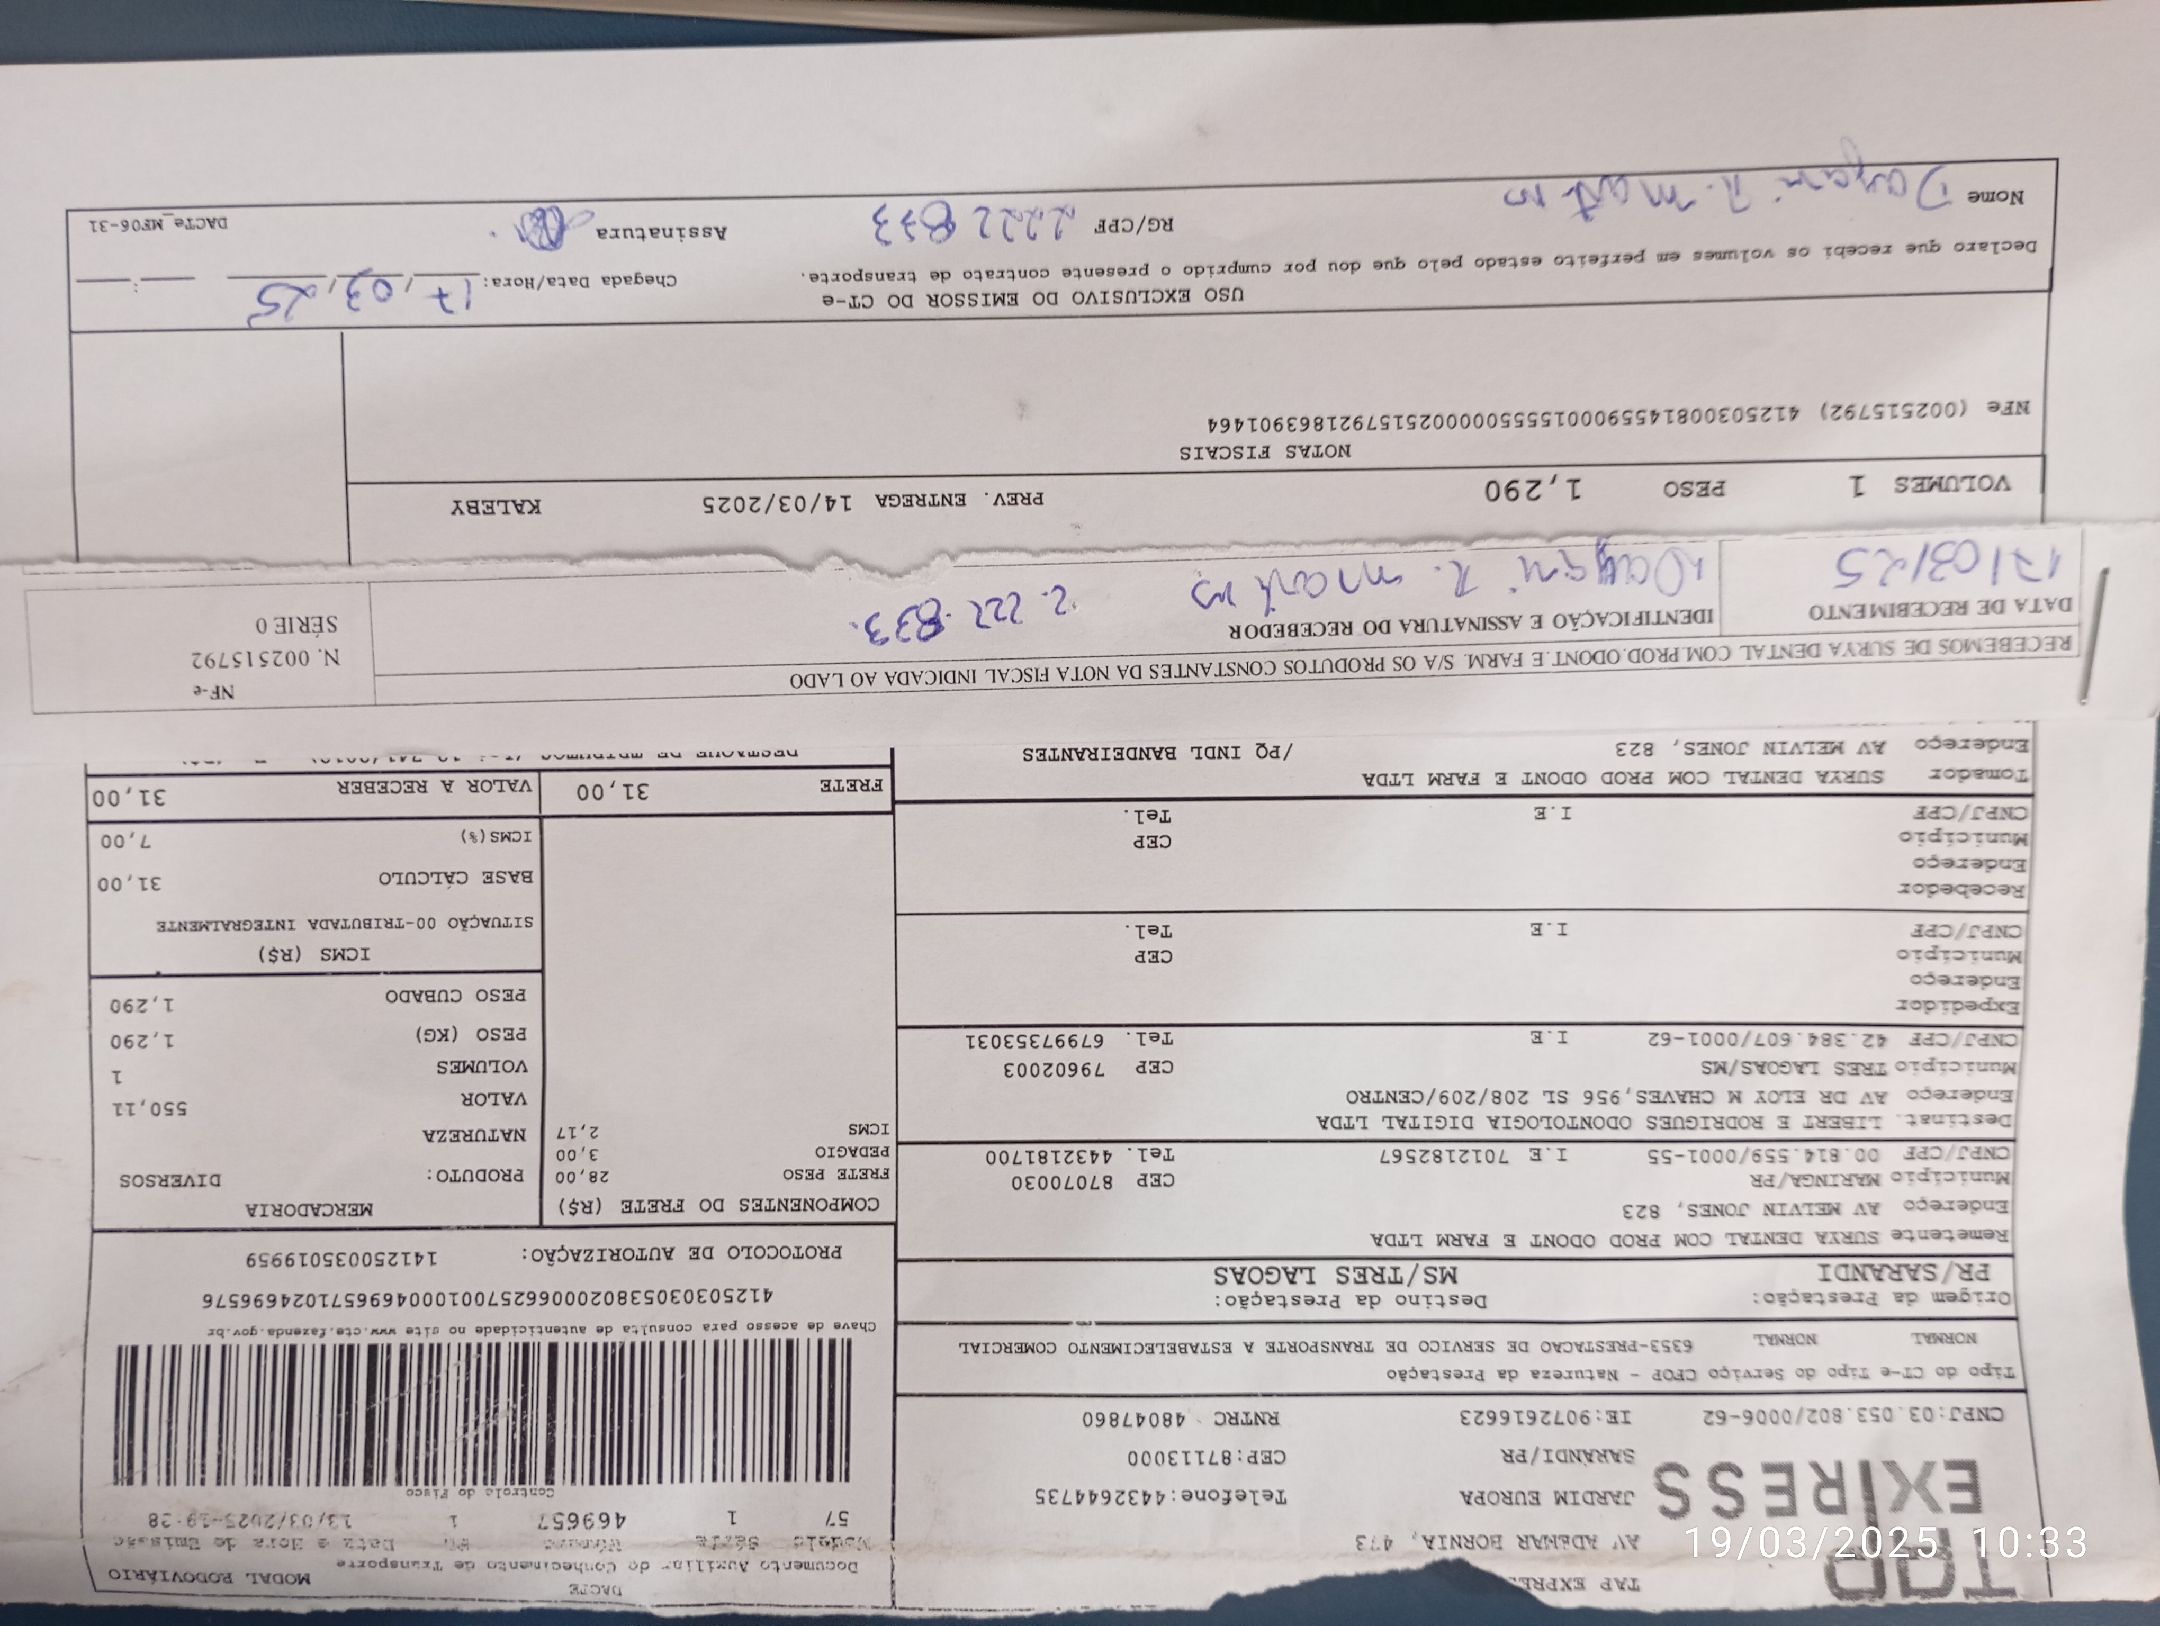 TAP EXPRESS
TAP EXPRES
AV ADEMAR BORNIA, 473
JARDIM EUROPA Telefone:4432644735
SARANDI/PR CEP:87113000
CNPJ:03.053.802/0006-62 IE:9072616623 RNTRC 48047860
DACTE
Documento Auxiliar do Conhecimento de Transporte MODAL RODOVIÁRIO
Modelo Série Número FL Data e Hora de Emissão
57 1 469657 1 13/03/2025-19:28
Controle do Fisco
Chave de acesso para consulta de autenticidade no site www.cte.fazenda.gov.br
41250303053802000662570010004696571024696576
PROTOCOLO DE AUTORIZAÇÃO: 141250035019959
Tipo do CT-e Tipo do Serviço CFOP - Natureza da Prestação
NORMAL NORMAL 6353-PRESTACAO DE SERVICO DE TRANSPORTE A ESTABELECIMENTO COMERCIAL
Origem da Prestação: Destino da Prestação:
PR/SARANDI MS/TRES LAGOAS
Remetente SURYA DENTAL COM PROD ODONT E FARM LTDA
Endereço AV MELVIN JONES, 823
Município MARINGA/PR CEP 87070030
CNPJ/CPF 00.814.559/0001-55 I.E 7012182567 Tel. 4432181700
Destinat. LIBERT E RODRIGUES ODONTOLOGIA DIGITAL LTDA
Endereço AV DR ELOY M CHAVES,956 SL 208/209/CENTRO
Município TRES LAGOAS/MS CEP 79602003
CNPJ/CPF 42.384.607/0001-62 I.E Tel. 67997353031
Expedidor
Endereço
Município CEP
CNPJ/CPF I.E Tel.
Recebedor
Endereço
Município CEP
CNPJ/CPF I.E Tel.
Tomador SURYA DENTAL COM PROD ODONT E FARM LTDA
Endereço AV MELVIN JONES, 823 /PQ INDL BANDEIRANTES
COMPONENTES DO FRETE (R$)
FRETE PESO 28,00
PEDAGIO 3,00
ICMS 2,17
MERCADORIA
PRODUTO: DIVERSOS
NATUREZA
VALOR 550,11
VOLUMES 1
PESO (KG) 1,290
PESO CUBADO 1,290
ICMS (R$)
SITUAÇÃO 00-TRIBUTADA INTEGRALMENTE
BASE CÁLCULO 31,00
ICMS(%) 7,00
FRETE 31,00 VALOR A RECEBER 31,00
RECEBEMOS DE SURYA DENTAL COM.PROD.ODONT.E FARM. S/A OS PRODUTOS CONSTANTES DA NOTA FISCAL INDICADA AO LADO
DATA DE RECEBIMENTO IDENTIFICAÇÃO E ASSINATURA DO RECEBEDOR
17/03/25 Dayani R. Martins 2.222.833.
NF-e
N. 002515792
SÉRIE 0
VOLUMES 1 PESO 1,290 PREV. ENTREGA 14/03/2025 KALEBY
NOTAS FISCAIS
NFe (002515792) 41250300814559000155550000025157921863901464
USO EXCLUSIVO DO EMISSOR DO CT-e
Declaro que recebi os volumes em perfeito estado pelo que dou por cumprido o presente contrato de transporte.
Chegada Data/Hora: 17/03/25
Nome Dayani R. Martins RG/CPF 2222833 Assinatura
DACTe_MF06-31
19/03/2025 10:33